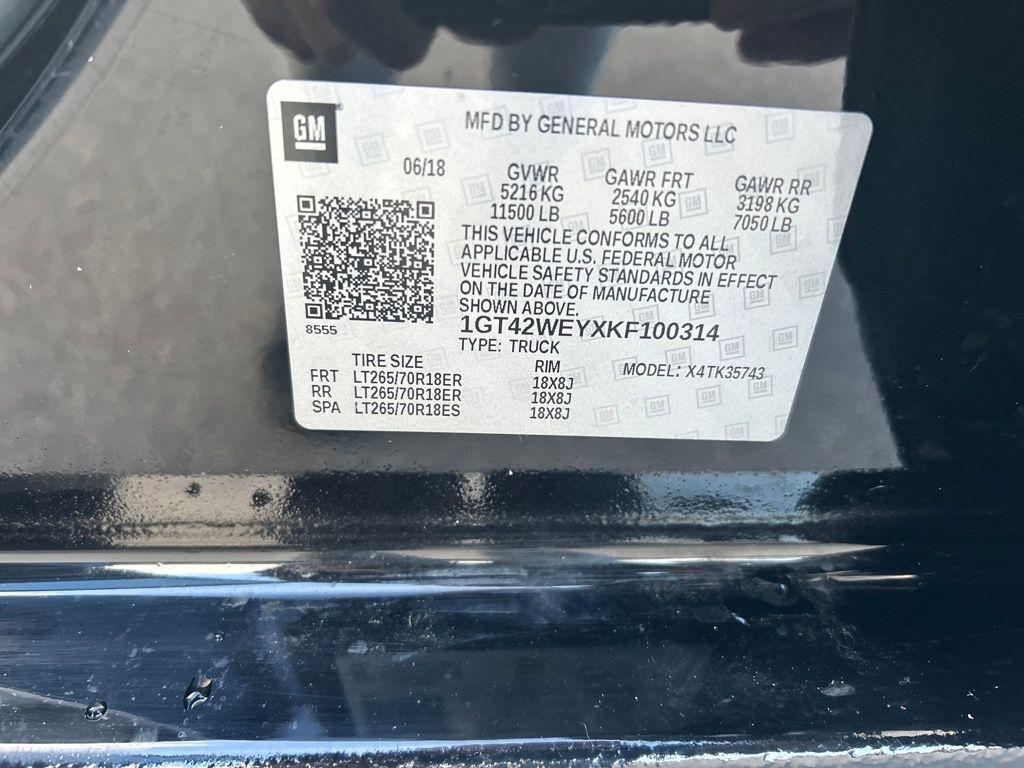 GM
MFD BY GENERAL MOTORS LLC
06/18
GVWR GAWR FRT GAWR RR
5216 KG 2540 KG 3198 KG
11500 LB 5600 LB 7050 LB
THIS VEHICLE CONFORMS TO ALL
APPLICABLE U.S. FEDERAL MOTOR
VEHICLE SAFETY STANDARDS IN EFFECT
ON THE DATE OF MANUFACTURE
SHOWN ABOVE.
8555
1GT42WEYXKF100314
TYPE: TRUCK
TIRE SIZE RIM MODEL: X4TK35743
FRT LT265/70R18ER 18X8J
RR LT265/70R18ER 18X8J
SPA LT265/70R18ES 18X8J